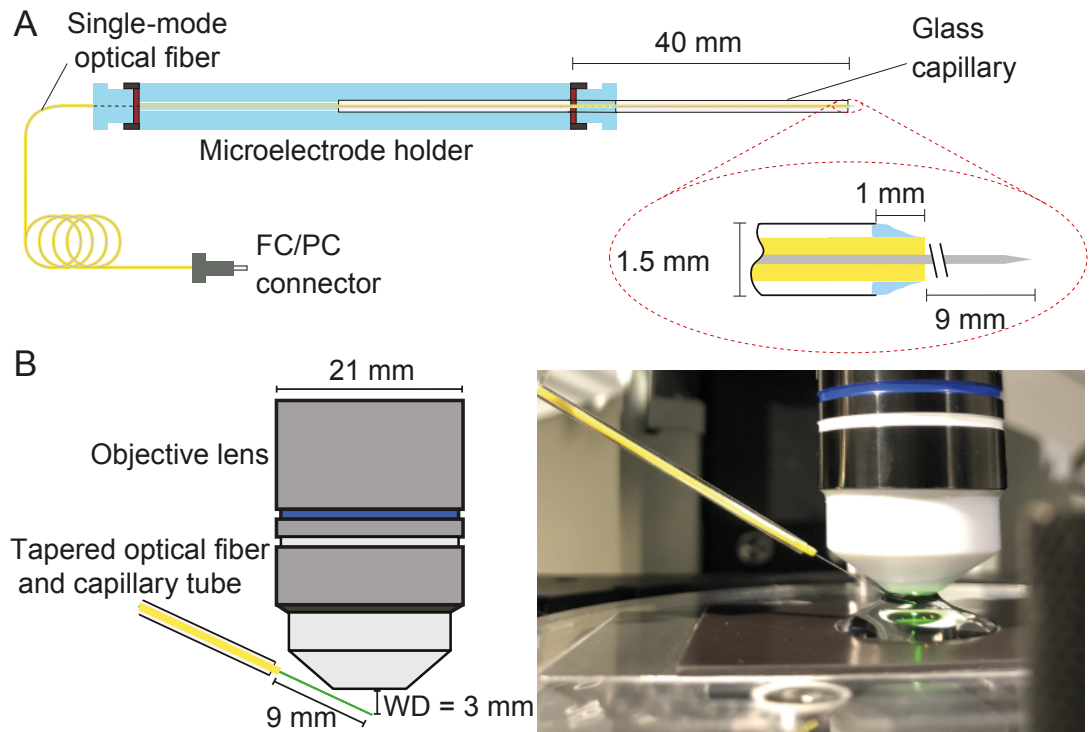 A
Single-mode
optical fiber
40 mm
Glass
capillary
Microelectrode holder
FC/PC
connector
1 mm
1.5 mm
9 mm
B
21 mm
Objective lens
Tapered optical fiber
and capillary tube
9 mm
WD = 3 mm